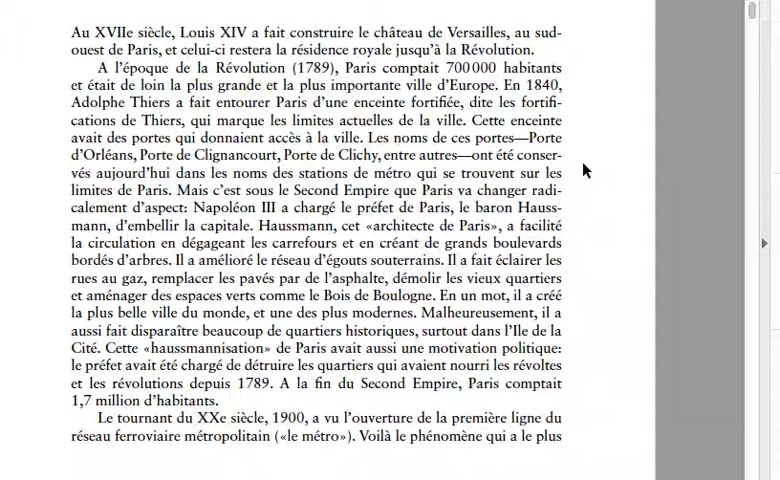 Au XVIIe siècle, Louis XIV a fait construire le château de Versailles, au sud-
ouest de Paris, et celui-ci restera la résidence royale jusqu'à la Révolution.
A l'époque de la Révolution (1789), Paris comptait 700000 habitants
et était de loin la plus grande et la plus importante ville d'Europe. En 1840,
Adolphe Thiers a fait entourer Paris d'une enceinte fortifiée, dite les fortifi-
cations de Thiers, qui marque les limites actuelles de la ville. Cette enceinte
avait des portes qui donnaient accès à la ville. Les noms de ces portes—Porte
d'Orléans, Porte de Clignancourt, Porte de Clichy, entre autres—ont été conser-
vés aujourd'hui dans les noms des stations de métro qui se trouvent sur les
limites de Paris. Mais c'est sous le Second Empire que Paris va changer radi-
calement d'aspect: Napoléon III a chargé le préfet de Paris, le baron Hauss-
mann, d'embellir la capitale. Haussmann, cet «architecte de Paris», a facilité
la circulation en dégageant les carrefours et en créant de grands boulevards
bordés d'arbres. Il a amélioré le réseau d'égouts souterrains. Il a fait éclairer les
rues au gaz, remplacer les pavés par de l'asphalte, démolir les vieux quartiers
et aménager des espaces verts comme le Bois de Boulogne. En un mot, il a créé
la plus belle ville du monde, et une des plus modernes. Malheureusement, il a
aussi fait disparaître beaucoup de quartiers historiques, surtout dans l'Ile de la
Cité. Cette «haussmannisation» de Paris avait aussi une motivation politique:
le préfet avait été chargé de détruire les quartiers qui avaient nourri les révoltes
et les révolutions depuis 1789. A la fin du Second Empire, Paris comptait
1,7 million d'habitants.
Le tournant du XXe siècle, 1900, a vu l'ouverture de la première ligne du
réseau ferroviaire métropolitain («le métro»). Voilà le phénomène qui a le plus